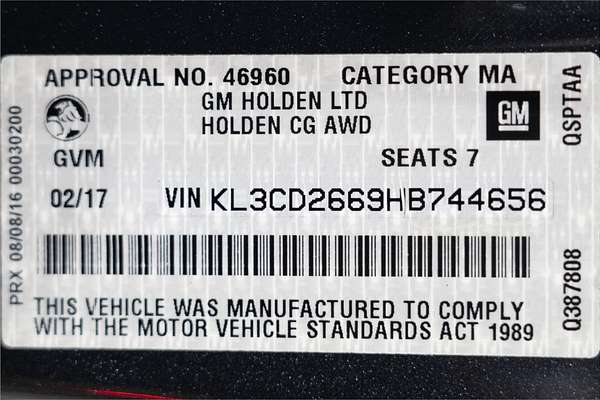 APPROVAL NO. 46960 CATEGORY MA
GM HOLDEN LTD
HOLDEN CG AWD
GM
GVM SEATS 7
02/17 VIN KL3CD2669HB744656
THIS VEHICLE WAS MANUFACTURED TO COMPLY
WITH THE MOTOR VEHICLE STANDARDS ACT 1989
PRX 08/08/16 00030200
Q387808 QSPTAA